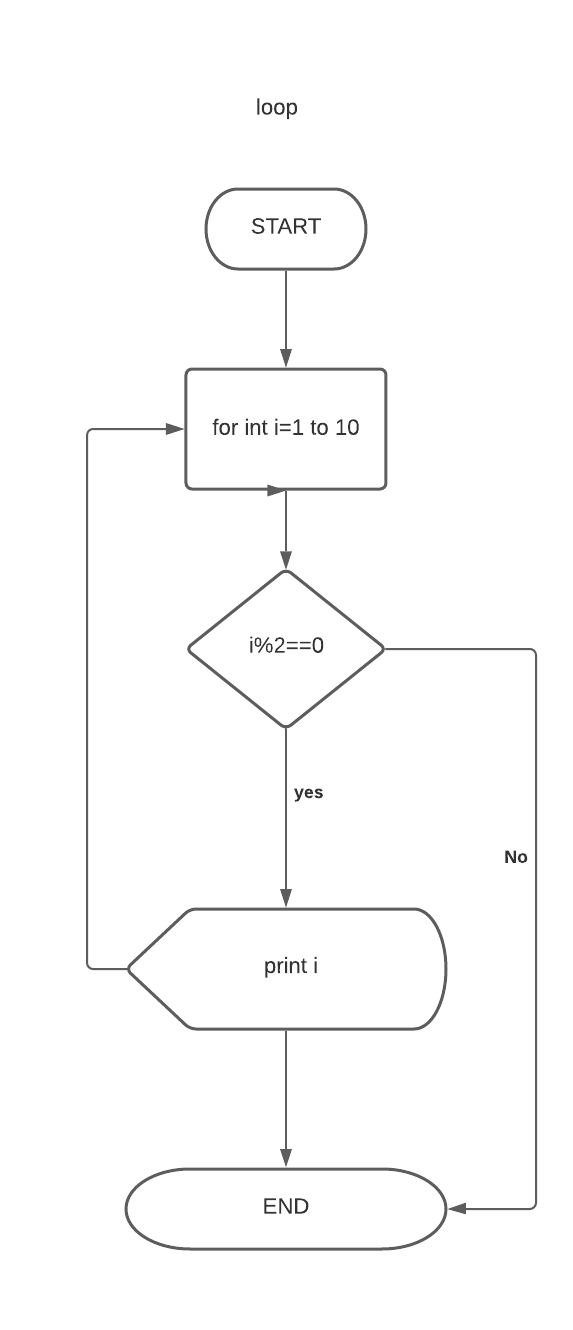 loop
START
for int i=1 to 10
i%2==0
yes
No
print i
END